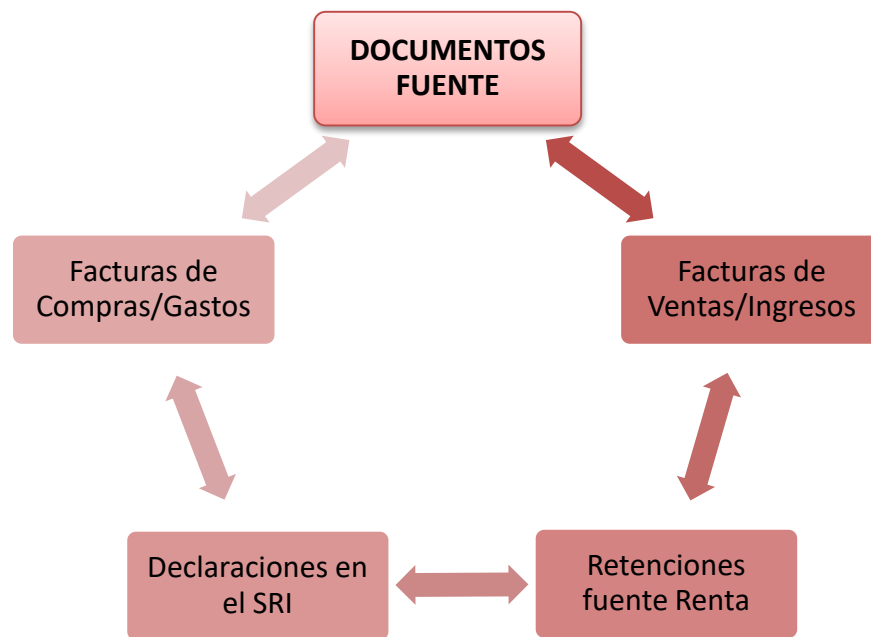 DOCUMENTOS
FUENTE
Facturas de
Compras/Gastos
Facturas de
Ventas/Ingresos
Declaraciones en
el SRI
Retenciones
fuente Renta